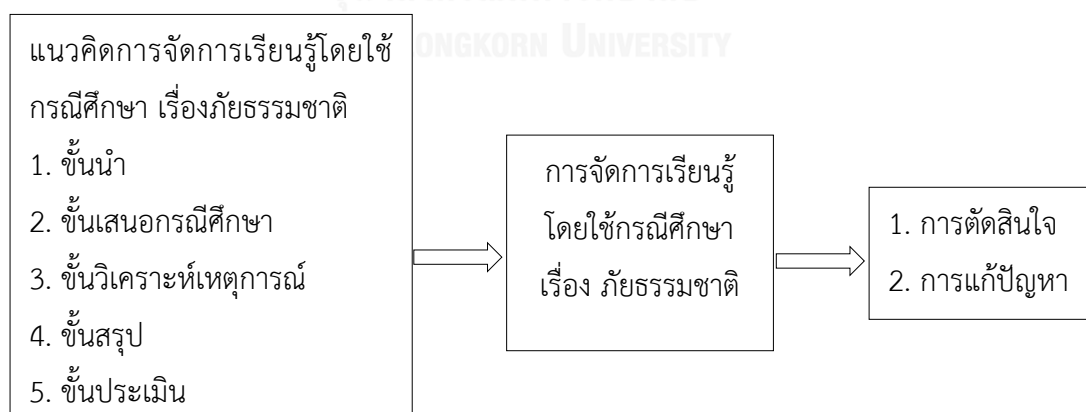 ONGKORN UNIVERSITY
แนวคิดการจัดการเรียนรู้โดยใช้
กรณีศึกษา เรื่องภัยธรรมชาติ
1. ขั้นนำ
2. ขั้นเสนอกรณีศึกษา
3. ขั้นวิเคราะห์เหตุการณ์
4. ขั้นสรุป
5. ขั้นประเมิน
การจัดการเรียนรู้
โดยใช้กรณีศึกษา
เรื่อง ภัยธรรมชาติ
1. การตัดสินใจ
2. การแก้ปัญหา